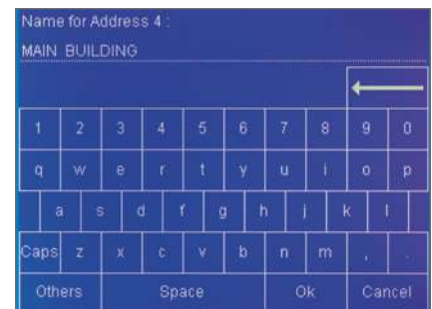 Name for Address 4 :
MAIN BUILDING
1 2 3 4 5 6 7 8 9 0
q w e r t y u i o p
a s d f g h j k l
Caps z x c v b n m , .
Others Space Ok Cancel